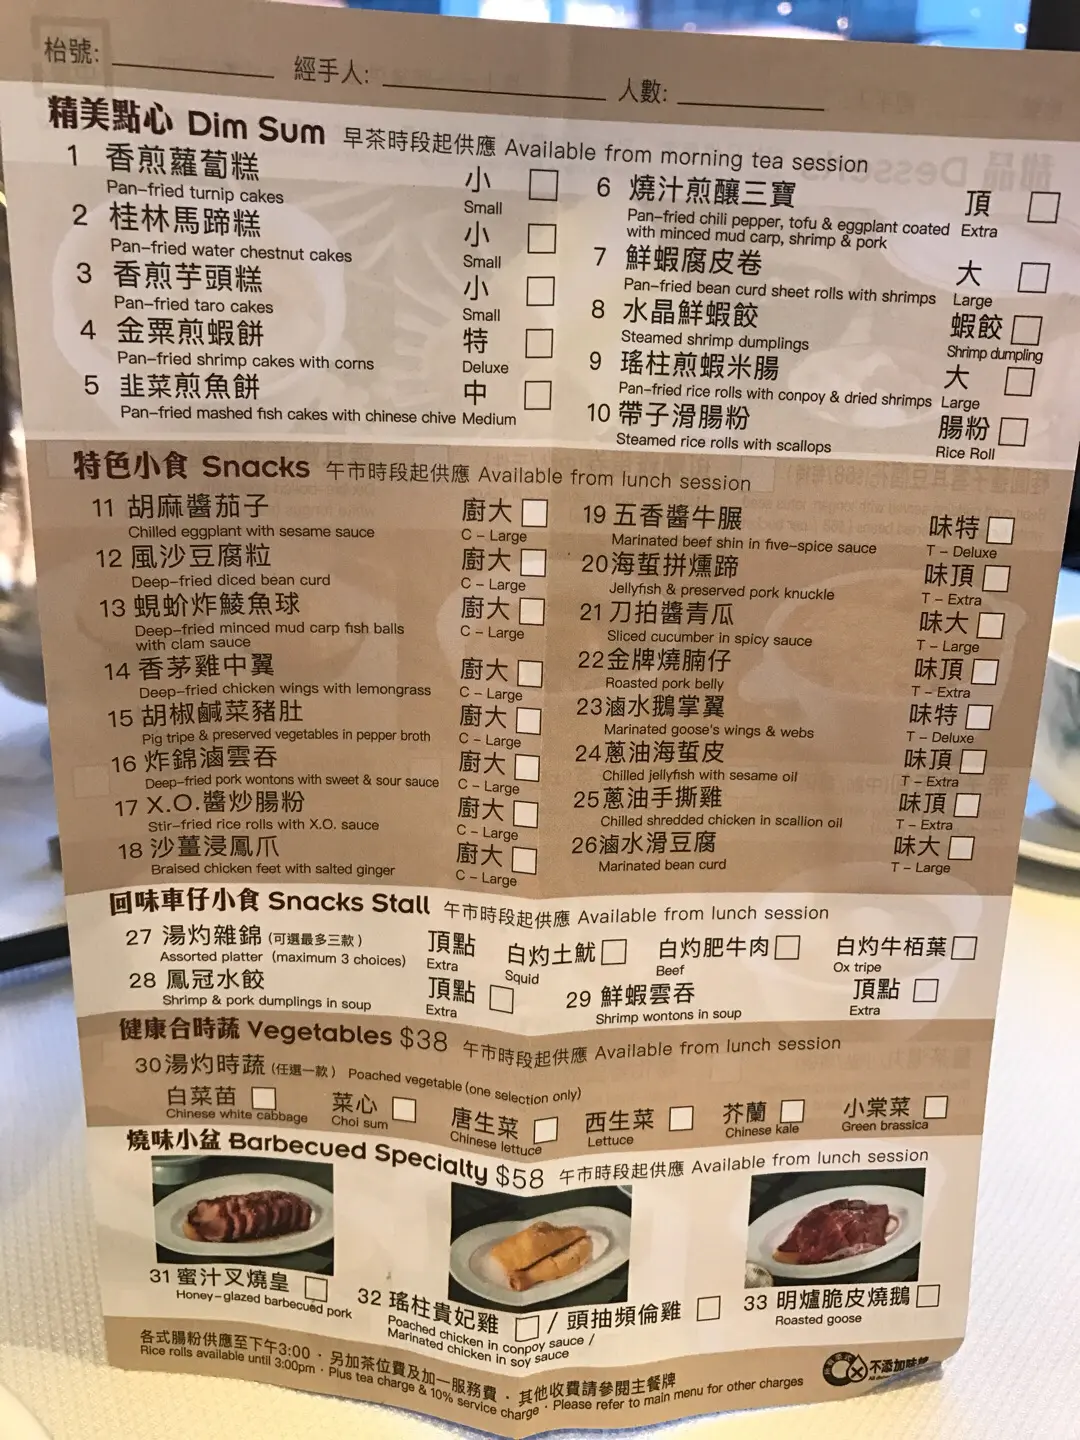 枱號:
經手人:
人數:
精美點心 Dim Sum 早茶時段起供應 Available from morning tea session
1 香煎蘿蔔糕 小
Pan-fried turnip cakes Small
2 桂林馬蹄糕 小
Pan-fried water chestnut cakes Small
3 香煎芋頭糕 小
Pan-fried taro cakes Small
4 金粟煎蝦餅 特
Pan-fried shrimp cakes with corns Deluxe
5 韭菜煎魚餅 中
Pan-fried mashed fish cakes with chinese chive Medium
6 燒汁煎釀三寶 頂
Pan-fried chili pepper, tofu & eggplant coated Extra
with minced mud carp, shrimp & pork
7 鮮蝦腐皮卷 大
Pan-fried bean curd sheet rolls with shrimps Large
8 水晶鮮蝦餃 蝦餃
Steamed shrimp dumplings Shrimp dumpling
9 瑤柱煎蝦米腸 大
Pan-fried rice rolls with conpoy & dried shrimps Large
10 帶子滑腸粉 腸粉
Steamed rice rolls with scallops Rice Roll
特色小食 Snacks 午市時段起供應 Available from lunch session
11 胡麻醬茄子 廚大
Chilled eggplant with sesame sauce C - Large
12 風沙豆腐粒 廚大
Deep-fried diced bean curd C - Large
13 蜆蚧炸鯪魚球 廚大
Deep-fried minced mud carp fish balls C - Large
with clam sauce
14 香茅雞中翼 廚大
Deep-fried chicken wings with lemongrass C - Large
15 胡椒鹹菜豬肚 廚大
Pig tripe & preserved vegetables in pepper broth C - Large
16 炸錦滷雲吞 廚大
Deep-fried pork wontons with sweet & sour sauce C - Large
17 X.O.醬炒腸粉 廚大
Stir-fried rice rolls with X.O. sauce C - Large
18 沙薑浸鳳爪 廚大
Braised chicken feet with salted ginger C - Large
19 五香醬牛𦟌 味特
Marinated beef shin in five-spice sauce T - Deluxe
20 海蜇拼燻蹄 味頂
Jellyfish & preserved pork knuckle T - Extra
21 刀拍醬青瓜 味大
Sliced cucumber in spicy sauce T - Large
22 金牌燒腩仔 味頂
Roasted pork belly T - Extra
23 滷水鵝掌翼 味特
Marinated goose's wings & webs T - Deluxe
24 蔥油海蜇皮 味頂
Chilled jellyfish with sesame oil T - Extra
25 蔥油手撕雞 味頂
Chilled shredded chicken in scallion oil T - Extra
26 滷水滑豆腐 味大
Marinated bean curd T - Large
回味車仔小食 Snacks Stall 午市時段起供應 Available from lunch session
27 湯灼雜錦 (可選最多三款) 頂點 白灼土魷 白灼肥牛肉 白灼牛栢葉
Assorted platter (maximum 3 choices) Extra Squid Beef Ox tripe
28 鳳冠水餃 頂點
Shrimp & pork dumplings in soup Extra
29 鮮蝦雲吞 頂點
Shrimp wontons in soup Extra
健康合時蔬 Vegetables $38 午市時段起供應 Available from lunch session
30 湯灼時蔬 (任選一款) Poached vegetable (one selection only)
白菜苗 菜心 唐生菜 西生菜 芥蘭 小棠菜
Chinese white cabbage Choi sum Chinese lettuce Lettuce Chinese kale Green brassica
燒味小盆 Barbecued Specialty $58 午市時段起供應 Available from lunch session
31 蜜汁叉燒皇
Honey-glazed barbecued pork
32 瑤柱貴妃雞 / 頭抽頻倫雞
Poached chicken in conpoy sauce /
Marinated chicken in soy sauce
33 明爐脆皮燒鵝
Roasted goose
各式腸粉供應至下午3:00 · 另加茶位費及加一服務費 · 其他收費請參閱主餐牌
Rice rolls available until 3:00pm · Plus tea charge & 10% service charge · Please refer to main menu for other charges
不添加味精